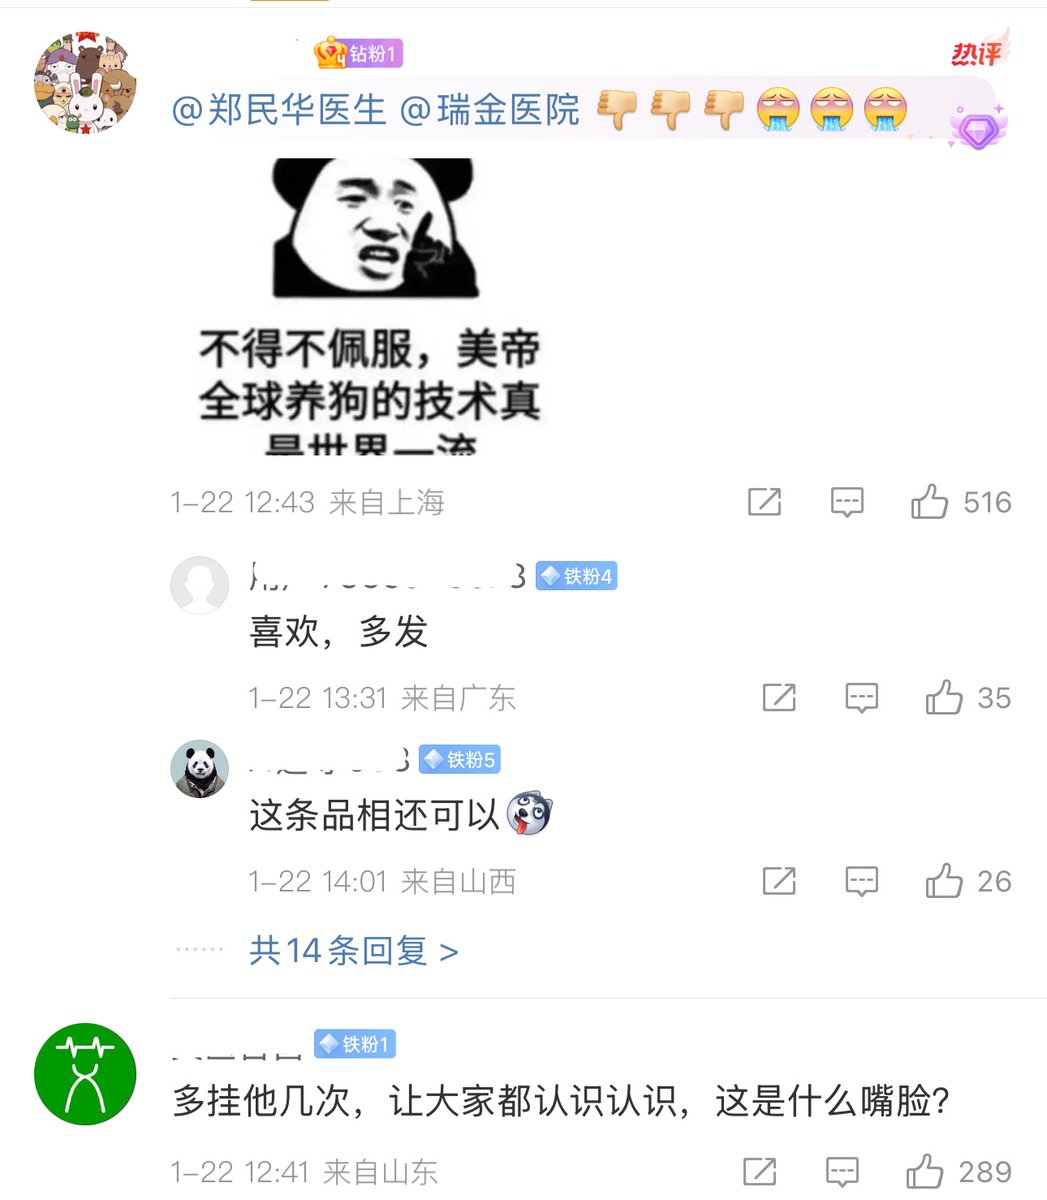 钻粉1
热评
@郑民华医生 @瑞金医院
不得不佩服，美帝
全球养狗的技术真
是世界一流
1-22 12:43 来自上海
516
铁粉4
喜欢，多发
1-22 13:31 来自广东
35
铁粉5
这条品相还可以
1-22 14:01 来自山西
26
共14条回复 >
铁粉1
多挂他几次，让大家都认识认识，这是什么嘴脸?
1-22 12:41 来自山东
289